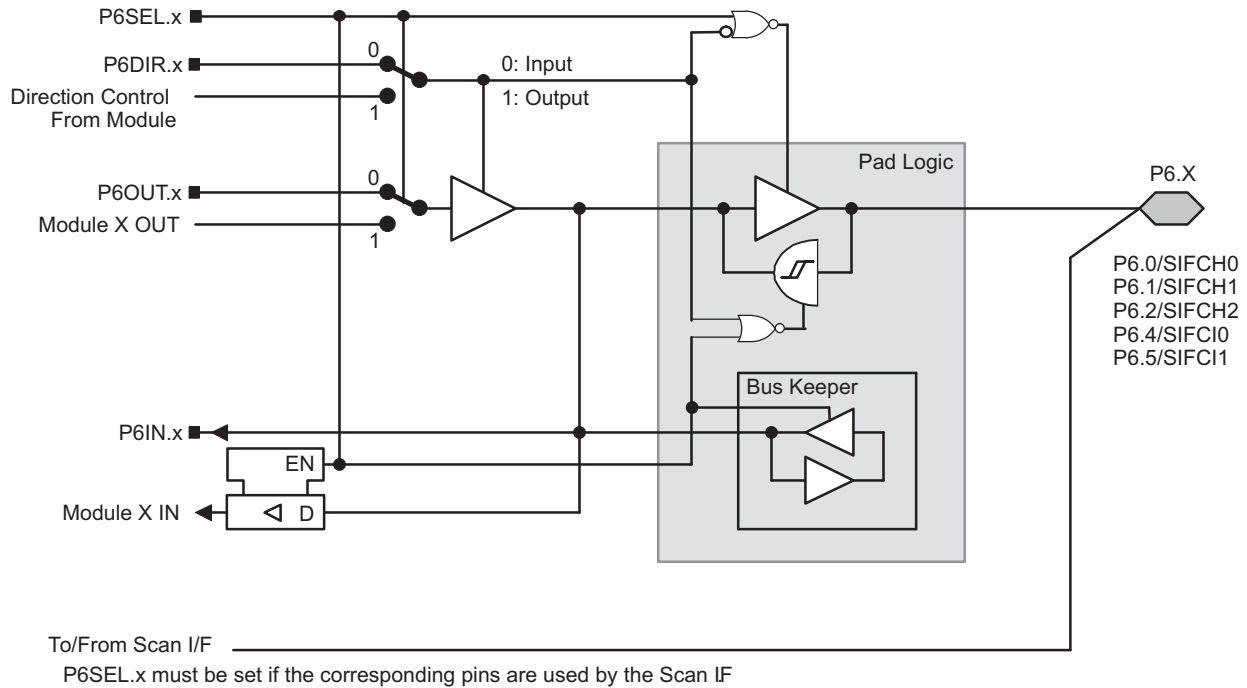 P6SEL.x
P6DIR.x
0
Direction Control
From Module
1
0: Input
1: Output
P6OUT.x
0
Module X OUT
1
Pad Logic
P6.X
P6.0/SIFCH0
P6.1/SIFCH1
P6.2/SIFCH2
P6.4/SIFCI0
P6.5/SIFCI1
Bus Keeper
P6IN.x
EN
Module X IN
D
To/From Scan I/F
P6SEL.x must be set if the corresponding pins are used by the Scan I/F